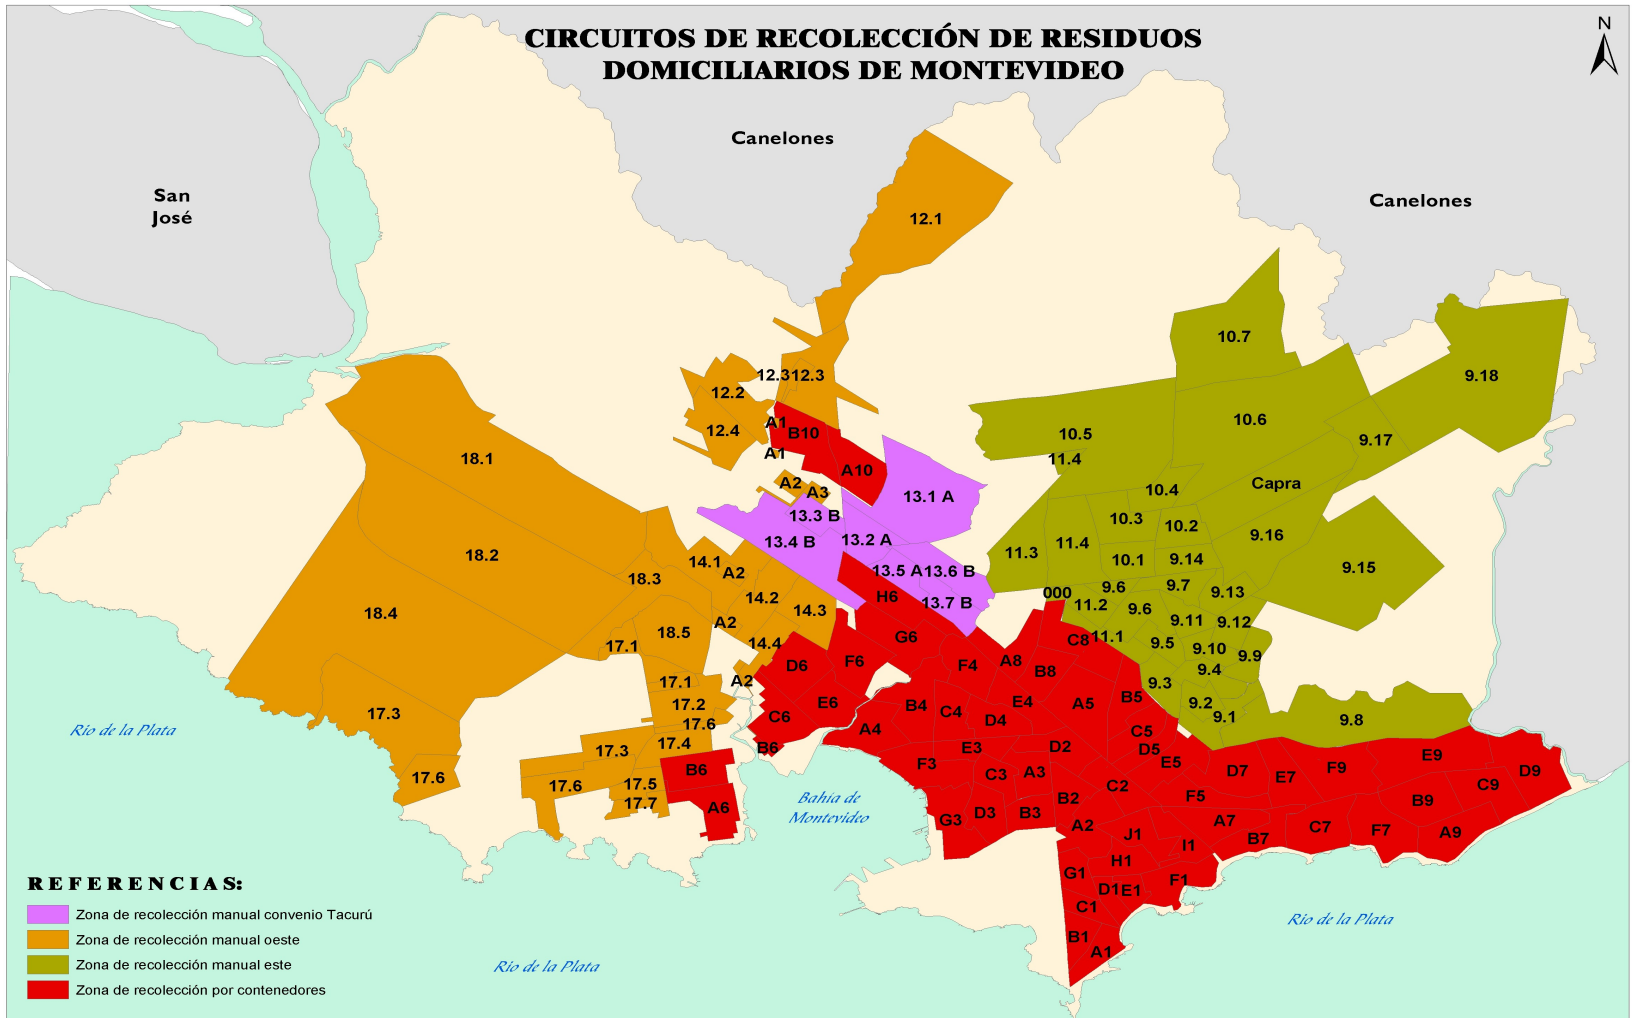 CIRCUITOS DE RECOLECCIÓN DE RESIDUOS
DOMICILIARIOS DE MONTEVIDEO
N
Canelones
San
José
Canelones
12.1
10.7
12.3
12.3
9.18
12.2
A1
B10
12.4
10.6
10.5
9.17
A1
11.4
18.1
A10
A2
A3
13.1 A
10.4
Capra
13.3 B
10.3
10.2
13.4 B
13.2 A
11.3
11.4
9.16
18.2
14.1
A2
10.1
9.14
9.15
18.3
13.5 A
13.6 B
14.2
H6
13.7 B
000
9.6
9.7
9.13
18.4
14.3
11.2
9.6
9.11
9.12
A2
18.5
17.1
14.4
G6
C8
11.1
9.5
9.10
9.9
D6
F6
F4
A8
B8
9.4
17.1
A2
9.3
17.2
E6
B4
C4
E4
A5
B5
9.2
17.3
C6
D4
9.1
9.8
17.6
A4
C5
Río de la Plata
17.3
17.4
B6
E3
D2
D5
E5
E9
17.6
17.6
17.5
B6
F3
C3
A3
C2
D7
E7
F9
D9
C9
17.7
A6
Bahía de
Montevideo
G3
D3
B3
B2
F5
B9
A2
J1
A7
B7
C7
F7
A9
I1
H1
G1
D1
E1
F1
C1
B1
A1
Río de la Plata
Río de la Plata
REFERENCIAS:
Zona de recolección manual convenio Tacurú
Zona de recolección manual oeste
Zona de recolección manual este
Zona de recolección por contenedores